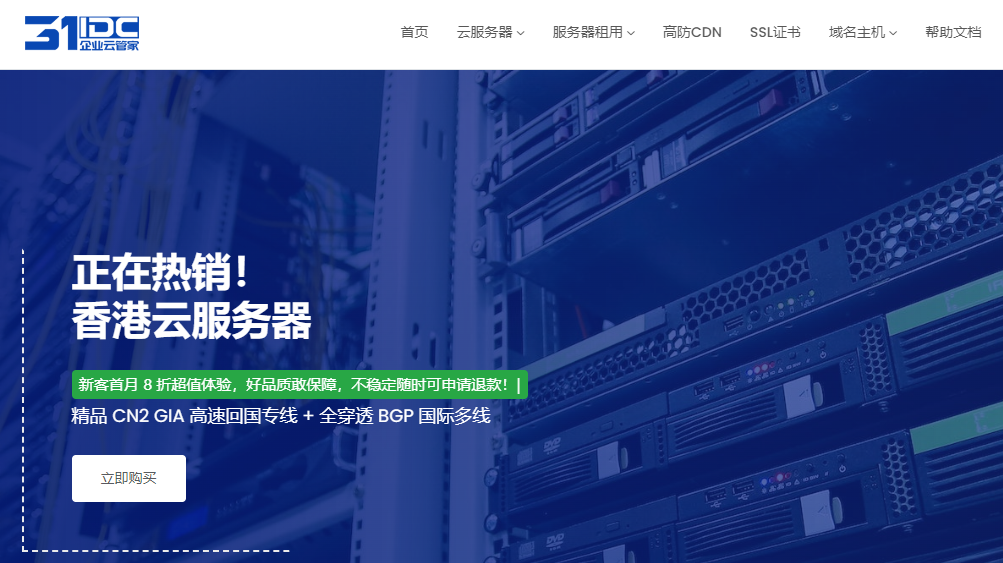 31IDC
企业云管家
首页 云服务器 服务器租用 高防CDN SSL证书 域名主机 帮助文档
正在热销！
香港云服务器
新客首月 8 折超值体验，好品质敢保障，不稳定随时可申请退款！|
精品 CN2 GIA 高速回国专线 + 全穿透 BGP 国际多线
立即购买
DVD
DVD